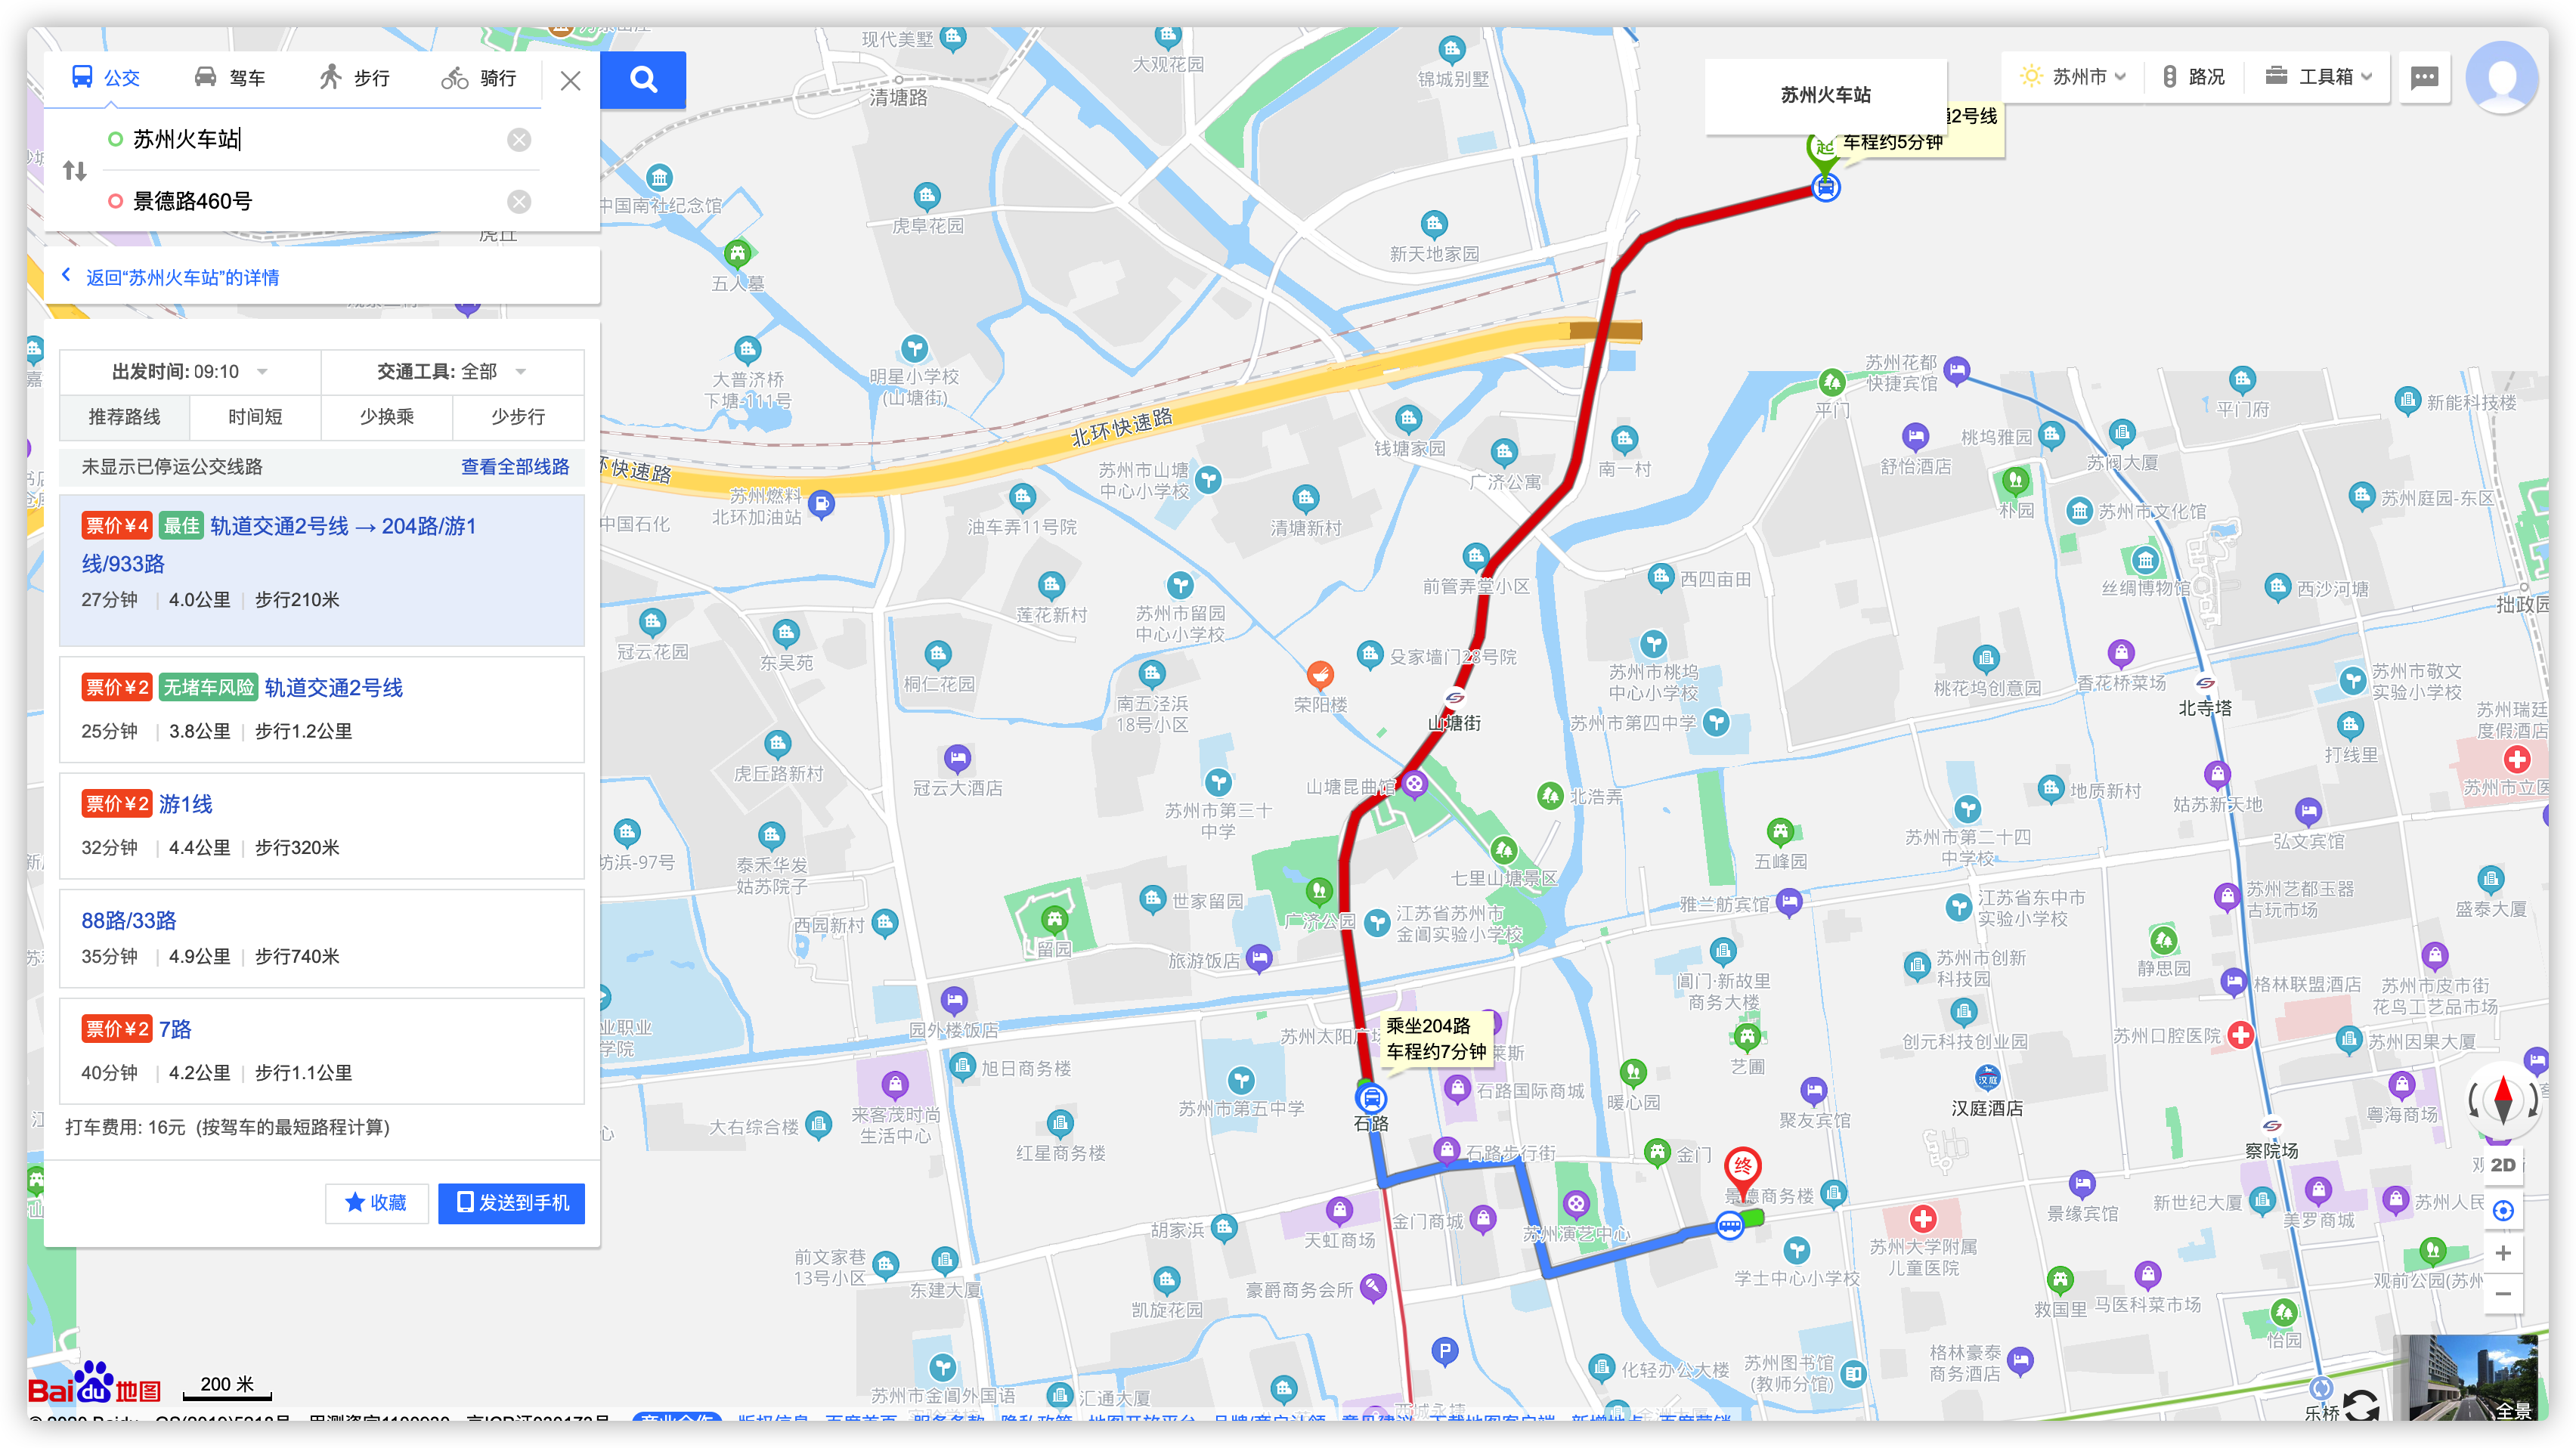 公交
驾车
步行
骑行
苏州火车站
景德路460号
返回“苏州火车站”的详情
出发时间: 09:10
交通工具: 全部
推荐路线
时间短
少换乘
少步行
未显示已停运公交线路
查看全部线路
票价¥4 最佳 轨道交通2号线 → 204路/游1
线/933路
27分钟 | 4.0公里 | 步行210米
票价¥2 无堵车风险 轨道交通2号线
25分钟 | 3.8公里 | 步行1.2公里
票价¥2 游1线
32分钟 | 4.4公里 | 步行320米
88路/33路
35分钟 | 4.9公里 | 步行740米
票价¥2 7路
40分钟 | 4.2公里 | 步行1.1公里
打车费用: 16元 (按驾车的最短路程计算)
收藏
发送到手机
Bai du 地图
200 米
苏州市
路况
工具箱
苏州火车站
2号线
车程约5分钟
起
现代美墅
大观花园
锦城别墅
清塘路
中国南社纪念馆
虎阜花园
新天地家园
五人墓
大普济桥
下塘-111号
明星小学校
(山塘街)
北环快速路
环快速路
钱塘家园
广济公寓
南一村
苏州市山塘
中心小学校
苏州燃料
北环加油站
中国石化
油车弄11号院
清塘新村
前管弄堂小区
西四亩田
冠云花园
东吴苑
莲花新村
苏州市留园
中心小学校
桐仁花园
南五泾浜
18号小区
荣阳楼
殳家墙门28号院
苏州市桃坞
中心小学校
苏州市第四中学
山塘街
虎丘路新村
冠云大酒店
苏州市第三十
中学
山塘昆曲馆
北浩弄
七里山塘景区
坊浜-97号
泰禾华发
姑苏院子
世家留园
广济公园
江苏省苏州市
金阊实验小学校
西园新村
留园
旅游饭店
五峰园
雅兰舫宾馆
阊门·新故里
商务大楼
业职业
学院
园外楼饭店
苏州太阳广场
乘坐204路
车程约7分钟
莱斯
石路国际商城
石路
旭日商务楼
苏州市第五中学
来客茂时尚
生活中心
大右综合楼
红星商务楼
石路步行街
暖心园
艺圃
聚友宾馆
金门
终
景德商务楼
胡家浜
天虹商场
金门商城
苏州演艺中心
前文家巷
13号小区
东建大厦
凯旋花园
豪爵商务会所
学士中心小学校
P
化轻办公大楼
苏州图书馆
(教师分馆)
苏州市金阊外国语
汇通大厦
平门
苏州花都
快捷宾馆
平门府
新能科技楼
舒怡酒店
桃坞雅园
苏阀大厦
朴园
苏州市文化馆
苏州庭园-东区
丝绸博物馆
西沙河塘
拙政园
桃花坞创意园
香花桥菜场
北寺塔
苏州市敬文
实验小学校
苏州瑞廷
度假酒店
打线里
苏州市立医
地质新村
姑苏新天地
弘文宾馆
苏州市第二十四
中学校
江苏省东中市
实验小学校
苏州艺都玉器
古玩市场
盛泰大厦
静思园
苏州市创新
科技园
格林联盟酒店
苏州市皮市街
花鸟工艺品市场
创元科技创业园
苏州口腔医院
苏州因果大厦
汉庭
汉庭酒店
粤海商场
察院场
2D
景缘宾馆
新世纪大厦
美罗商城
苏州人民
苏州大学附属
儿童医院
救国里
马医科菜市场
观前公园(苏州
怡园
格林豪泰
商务酒店
乐桥
全景